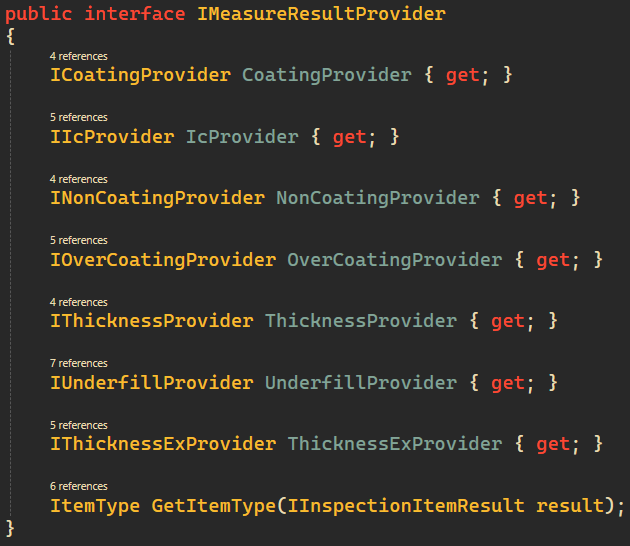 public interface IMeasureResultProvider
{
4 references
ICoatingProvider CoatingProvider { get; }
5 references
IIcProvider IcProvider { get; }
4 references
INonCoatingProvider NonCoatingProvider { get; }
5 references
IOverCoatingProvider OverCoatingProvider { get; }
4 references
IThicknessProvider ThicknessProvider { get; }
7 references
IUnderfillProvider UnderfillProvider { get; }
5 references
IThicknessExProvider ThicknessExProvider { get; }
6 references
ItemType GetItemType(IInspectionItemResult result);
}